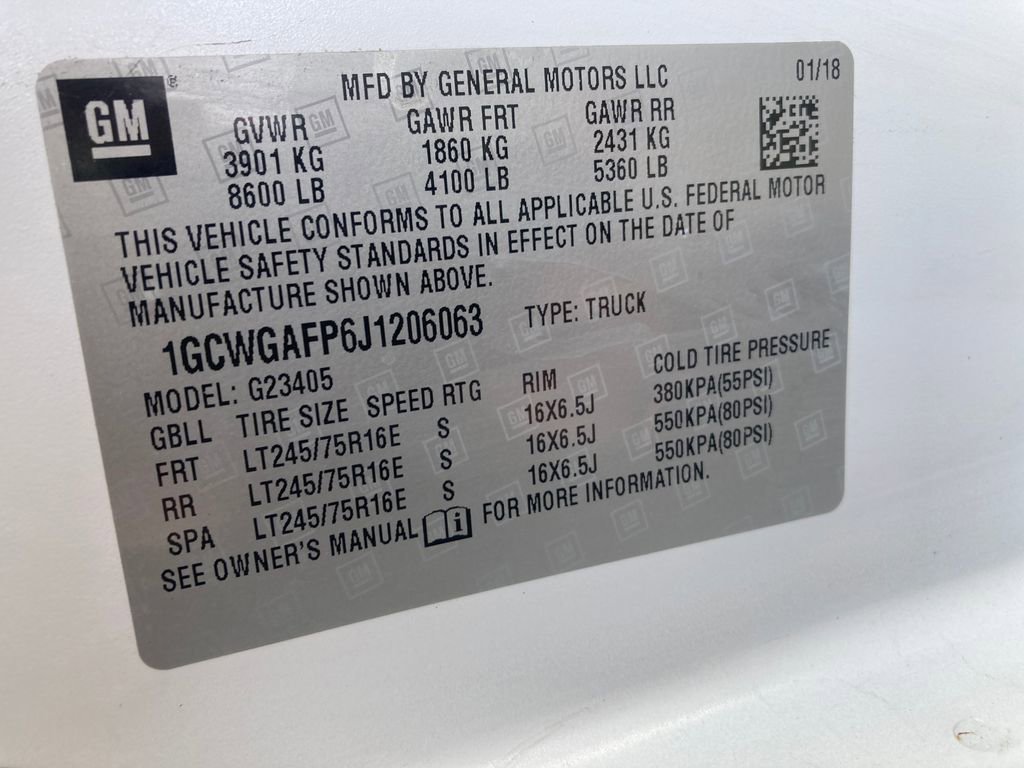 GM®
MFD BY GENERAL MOTORS LLC 01/18
GVWR GAWR FRT GAWR RR
3901 KG 1860 KG 2431 KG
8600 LB 4100 LB 5360 LB
THIS VEHICLE CONFORMS TO ALL APPLICABLE U.S. FEDERAL MOTOR
VEHICLE SAFETY STANDARDS IN EFFECT ON THE DATE OF
MANUFACTURE SHOWN ABOVE.
1GCWGAFP6J1206063 TYPE: TRUCK
MODEL: G23405
GBLL TIRE SIZE SPEED RTG RIM COLD TIRE PRESSURE
FRT LT245/75R16E S 16X6.5J 380KPA(55PSI)
RR LT245/75R16E S 16X6.5J 550KPA(80PSI)
SPA LT245/75R16E S 16X6.5J 550KPA(80PSI)
SEE OWNER'S MANUAL i FOR MORE INFORMATION.